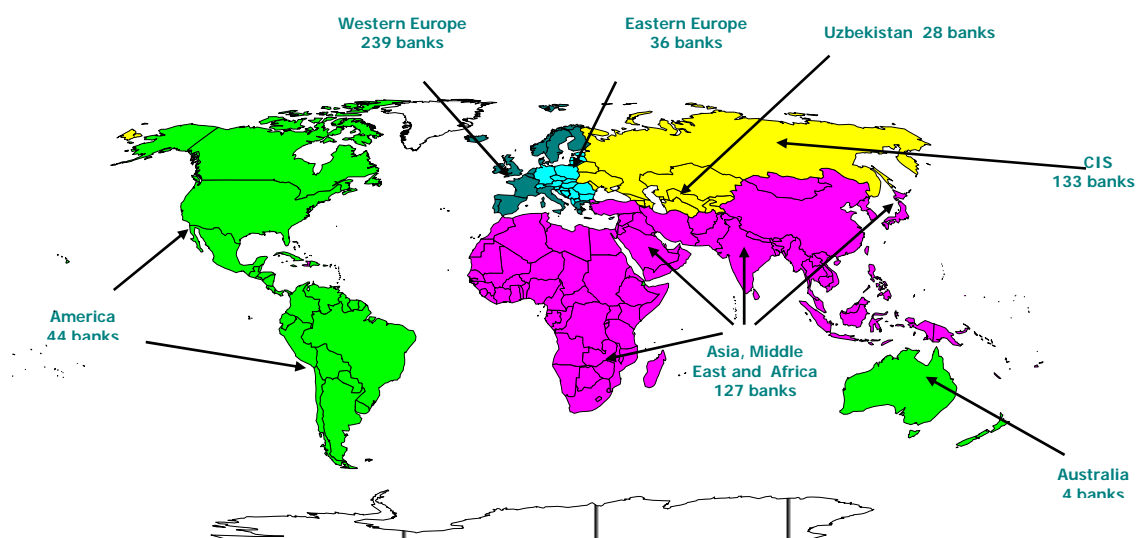 Western Europe
239 banks
Eastern Europe
36 banks
Uzbekistan 28 banks
CIS
133 banks
America
44 banks
Asia, Middle
East and Africa
127 banks
Australia
4 banks